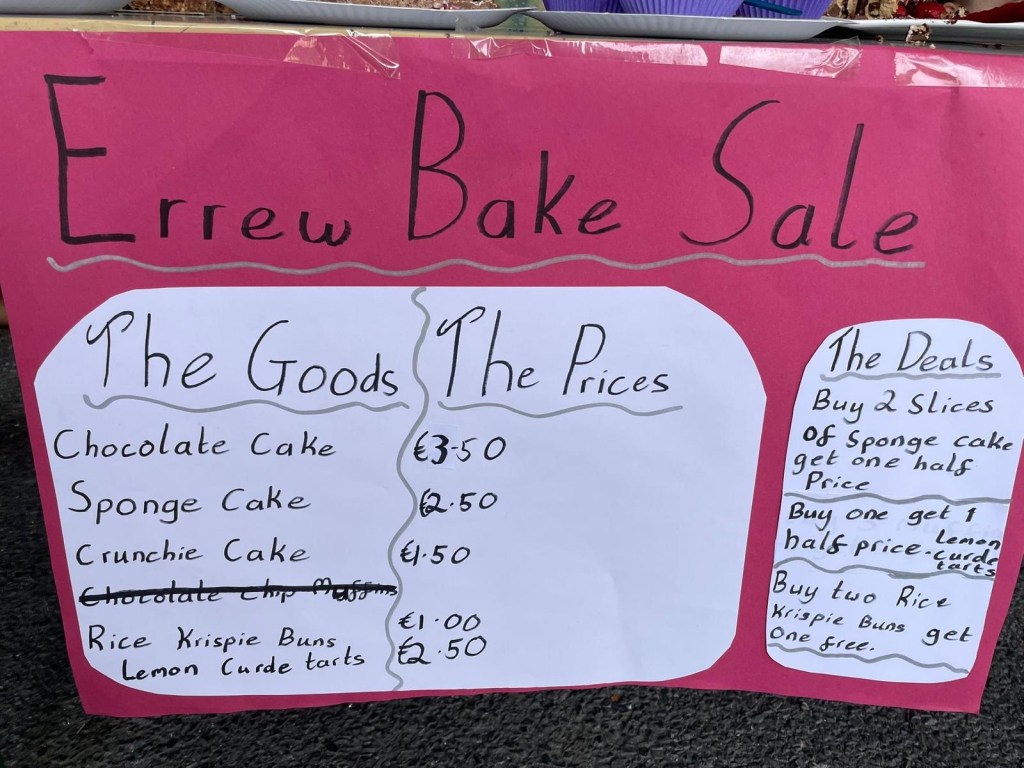 Errew Bake Sale
The Goods
Chocolate Cake
Sponge Cake
Crunchie Cake
Chocolate Chip Muffins
Rice Krispie Buns
Lemon Curde tarts
The Prices
€3.50
€2.50
€1.50
€1.00
€2.50
The Deals
Buy 2 Slices
Of Sponge cake
get one half
Price
Buy one get 1
half price. Lemon
Curde
tarts
Buy two Rice
Krispie Buns get
One free.